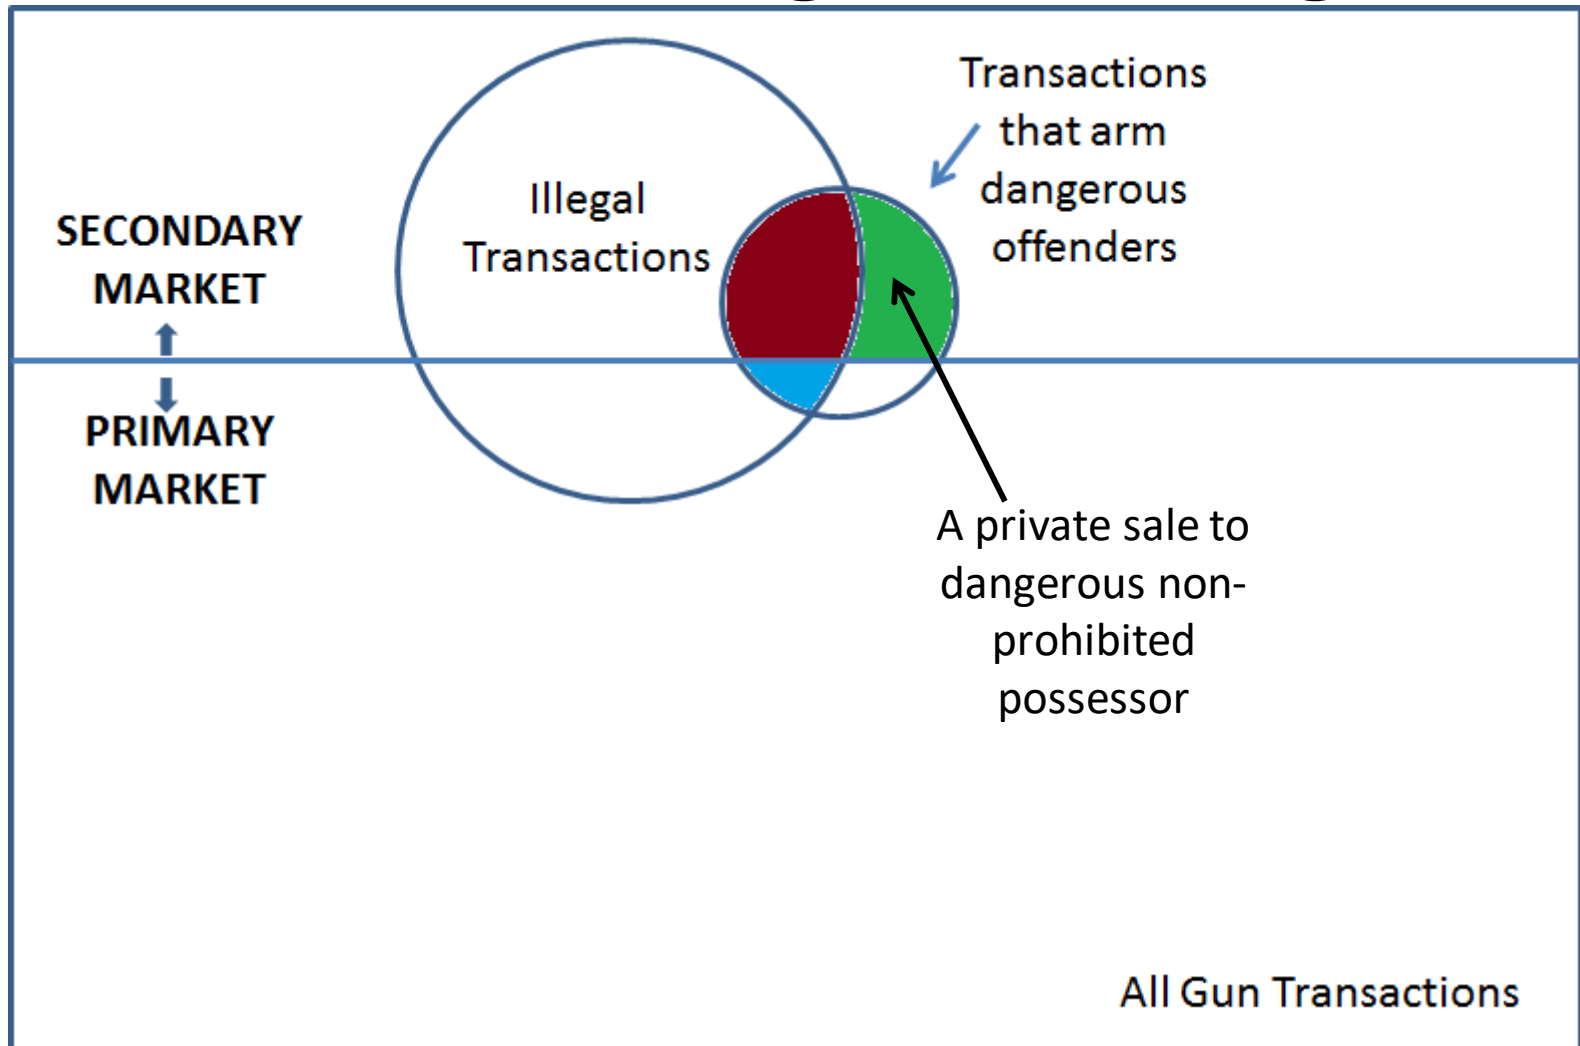 Transactions
that arm
dangerous
offenders
Illegal
Transactions
SECONDARY
MARKET
PRIMARY
MARKET
A private sale to
dangerous non-
prohibited
possessor
All Gun Transactions